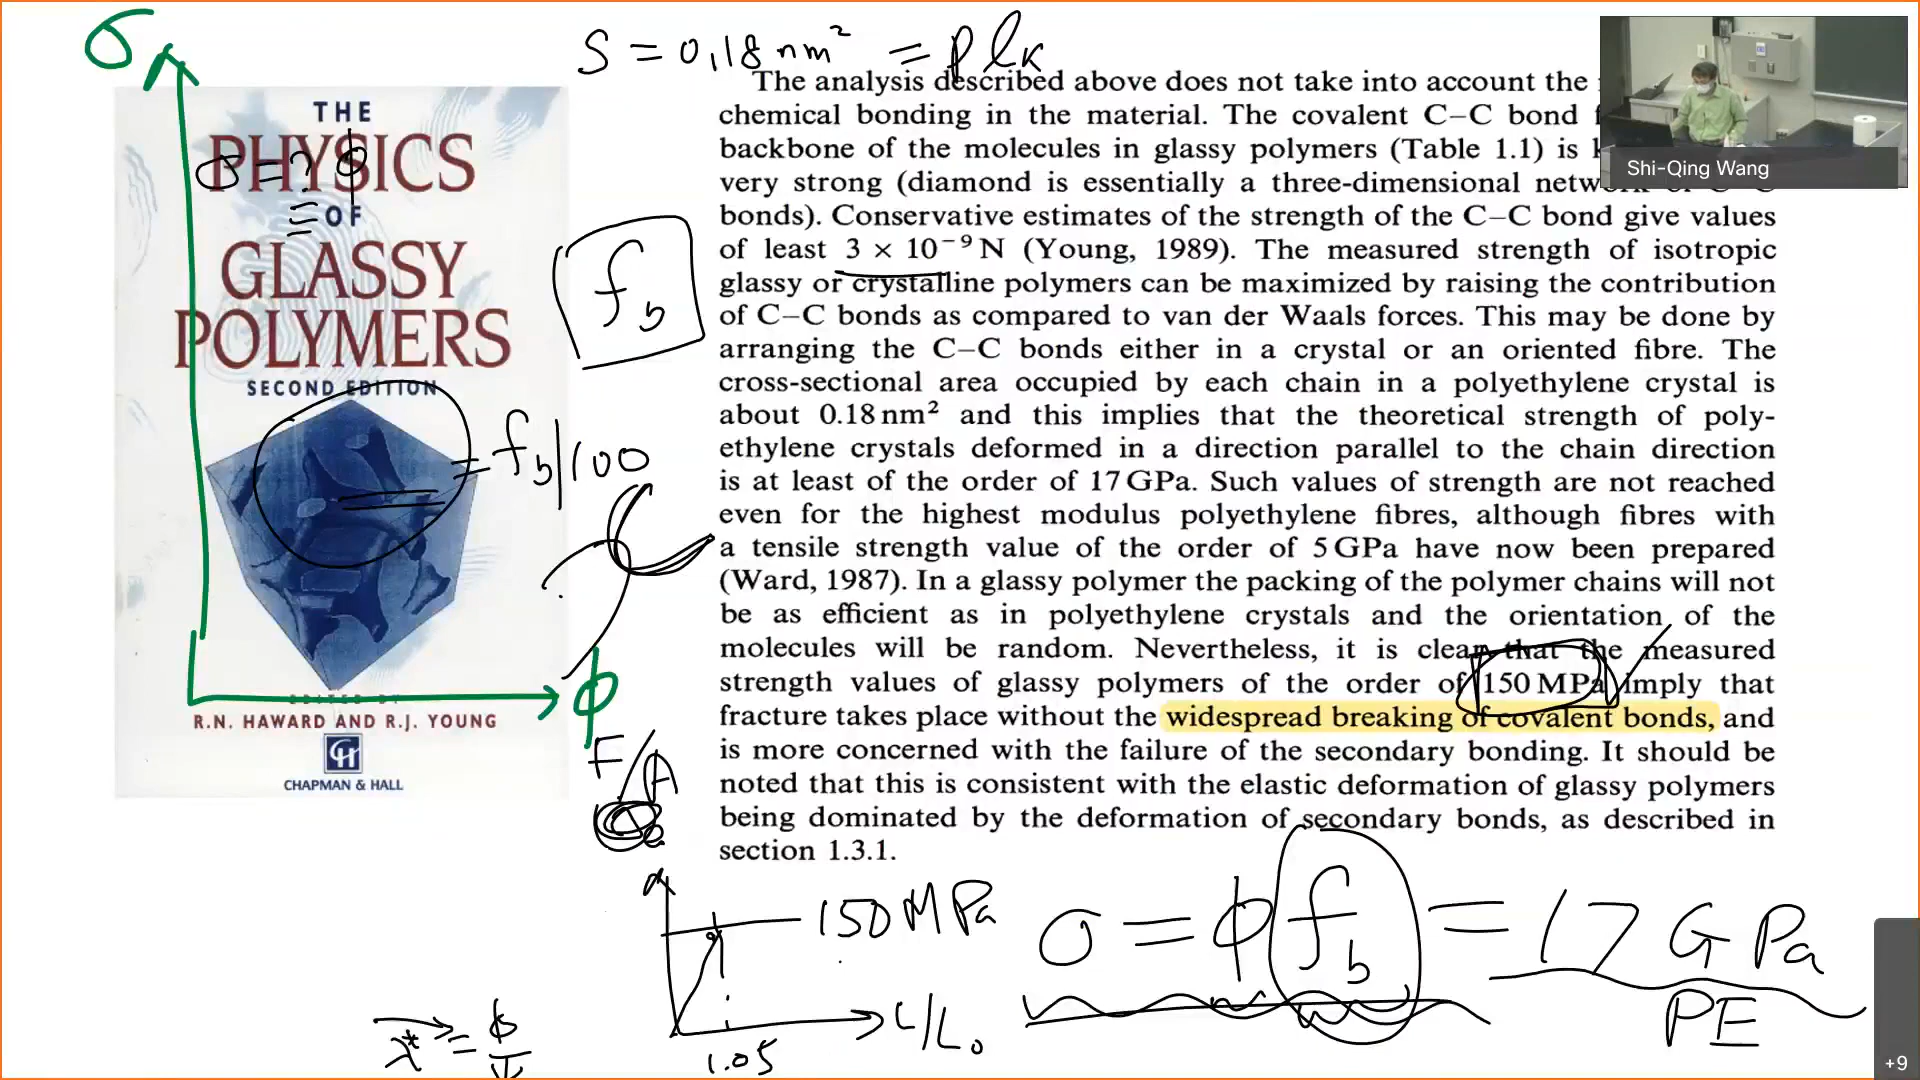 σ
S = 0,18 nm² = p lK
THE
PHYSICS
σ = ? ϕ
OF
GLASSY
POLYMERS
SECOND EDITION
EDITED BY
R.N. HAWARD AND R.J. YOUNG
CH
CHAPMAN & HALL
fb
= fb/100
ϕ
F/A
The analysis described above does not take into account the
chemical bonding in the material. The covalent C–C bond
backbone of the molecules in glassy polymers (Table 1.1) is
very strong (diamond is essentially a three-dimensional network of C–C
bonds). Conservative estimates of the strength of the C–C bond give values
of least 3 × 10⁻⁹ N (Young, 1989). The measured strength of isotropic
glassy or crystalline polymers can be maximized by raising the contribution
of C–C bonds as compared to van der Waals forces. This may be done by
arranging the C–C bonds either in a crystal or an oriented fibre. The
cross-sectional area occupied by each chain in a polyethylene crystal is
about 0.18 nm² and this implies that the theoretical strength of poly-
ethylene crystals deformed in a direction parallel to the chain direction
is at least of the order of 17 GPa. Such values of strength are not reached
even for the highest modulus polyethylene fibres, although fibres with
a tensile strength value of the order of 5 GPa have now been prepared
(Ward, 1987). In a glassy polymer the packing of the polymer chains will not
be as efficient as in polyethylene crystals and the orientation of the
molecules will be random. Nevertheless, it is clear that the measured
strength values of glassy polymers of the order of 150 MPa imply that
fracture takes place without the widespread breaking of covalent bonds, and
is more concerned with the failure of the secondary bonding. It should be
noted that this is consistent with the elastic deformation of glassy polymers
being dominated by the deformation of secondary bonds, as described in
section 1.3.1.
Shi-Qing Wang
150 MPa
L/L₀
1.05
σ = ϕ fb = 17 GPa
PE
λ* = ϕ
+9